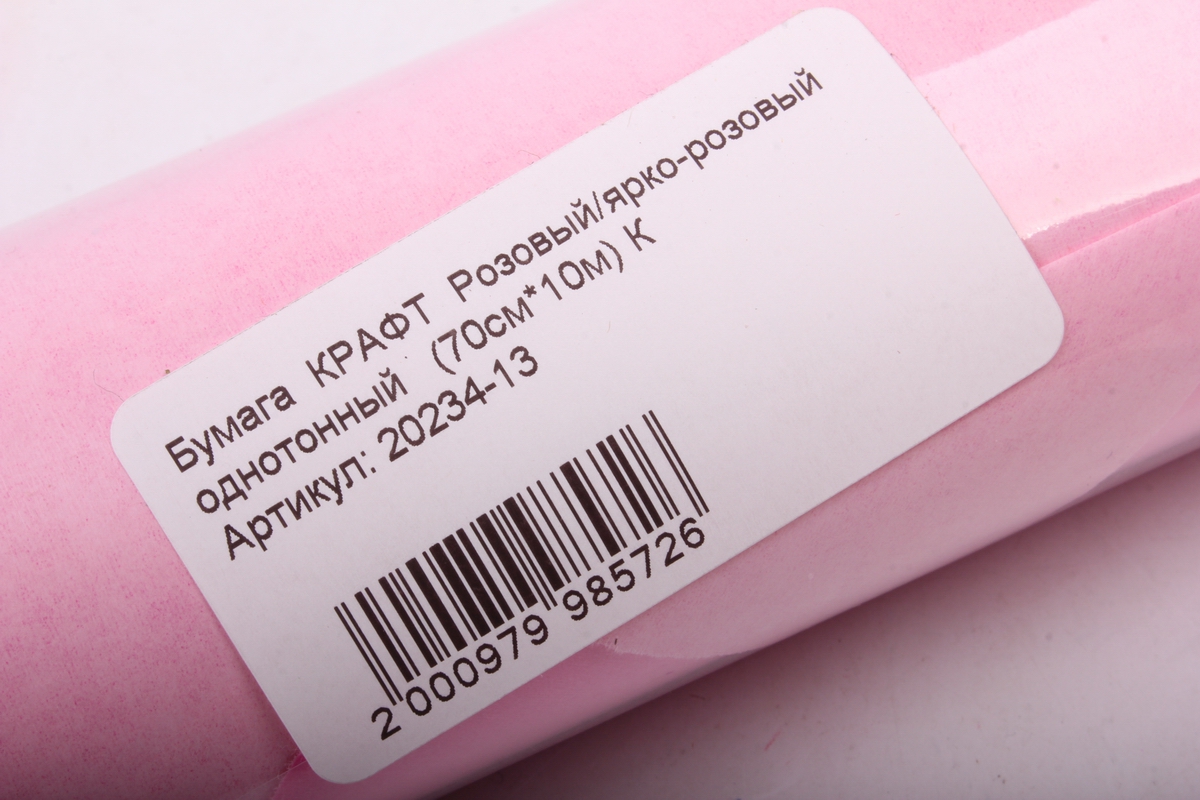 Бумага КРАФТ Розовый/ярко-розовый
однотонный (70см*10м) К
Артикул: 20234-13
2 000979 985726